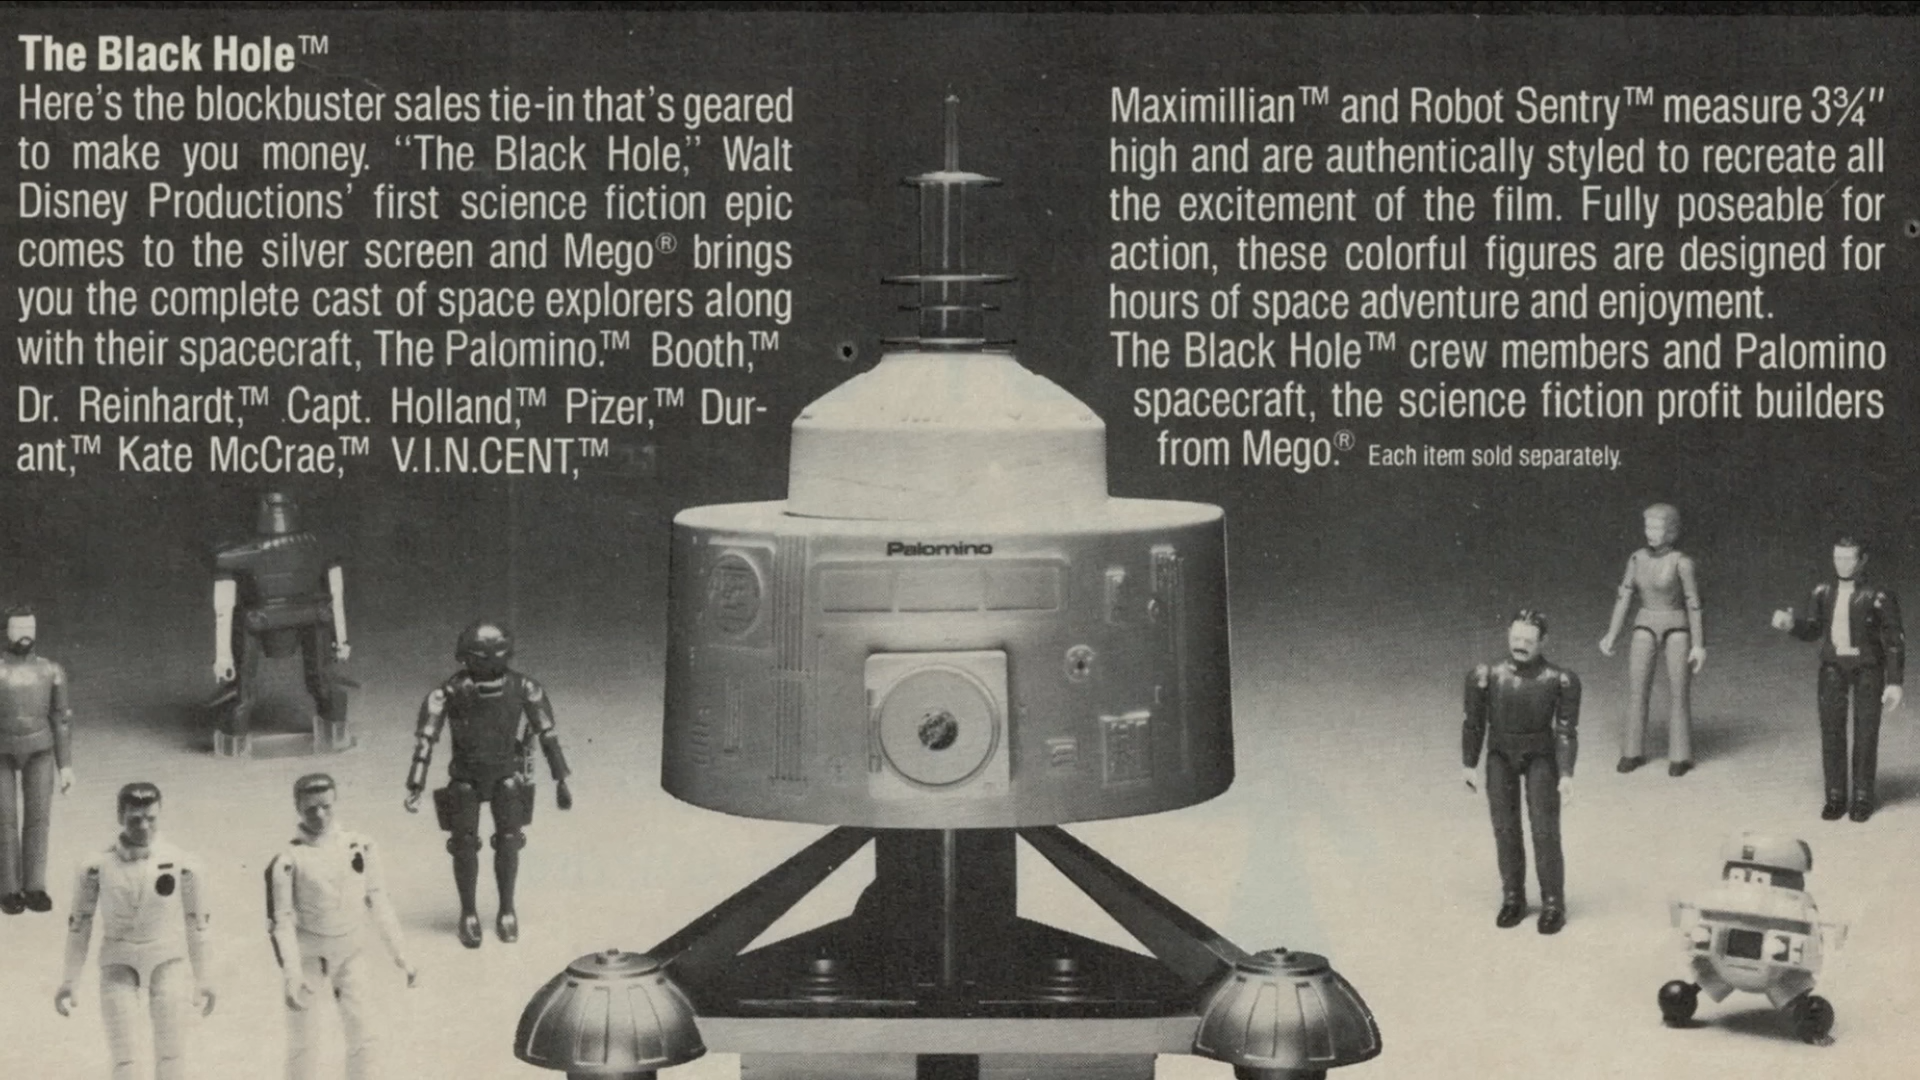 The Black Hole™
Here's the blockbuster sales tie-in that's geared
to make you money. “The Black Hole,” Walt
Disney Productions' first science fiction epic
comes to the silver screen and Mego® brings
you the complete cast of space explorers along
with their spacecraft, The Palomino.™ Booth,™
Dr. Reinhardt,™ Capt. Holland,™ Pizer,™ Dur-
ant,™ Kate McCrae,™ V.I.N.CENT,™
Maximillian™ and Robot Sentry™ measure 3¾"
high and are authentically styled to recreate all
the excitement of the film. Fully poseable for
action, these colorful figures are designed for
hours of space adventure and enjoyment.
The Black Hole™ crew members and Palomino
spacecraft, the science fiction profit builders
from Mego.® Each item sold separately.
Palomino